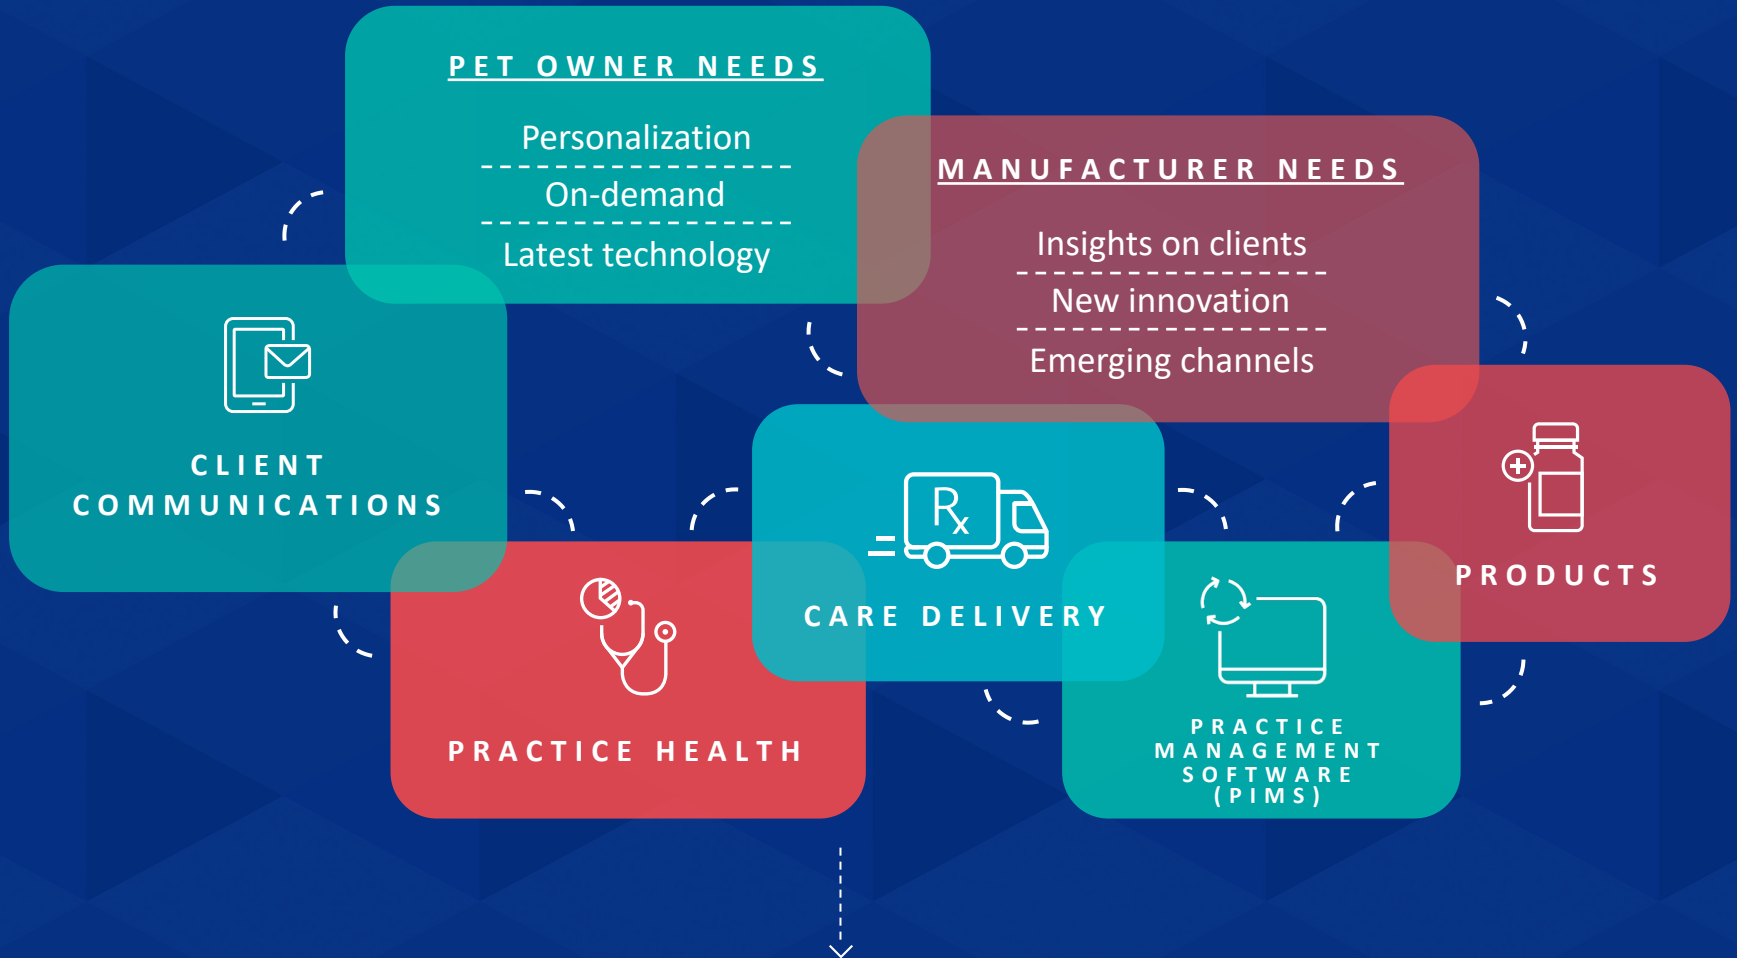 PET OWNER NEEDS
Personalization
On-demand
Latest technology
MANUFACTURER NEEDS
Insights on clients
New innovation
Emerging channels
CLIENT
COMMUNICATIONS
PRACTICE HEALTH
Rx
CARE DELIVERY
PRACTICE
MANAGEMENT
SOFTWARE
(PIMS)
PRODUCTS